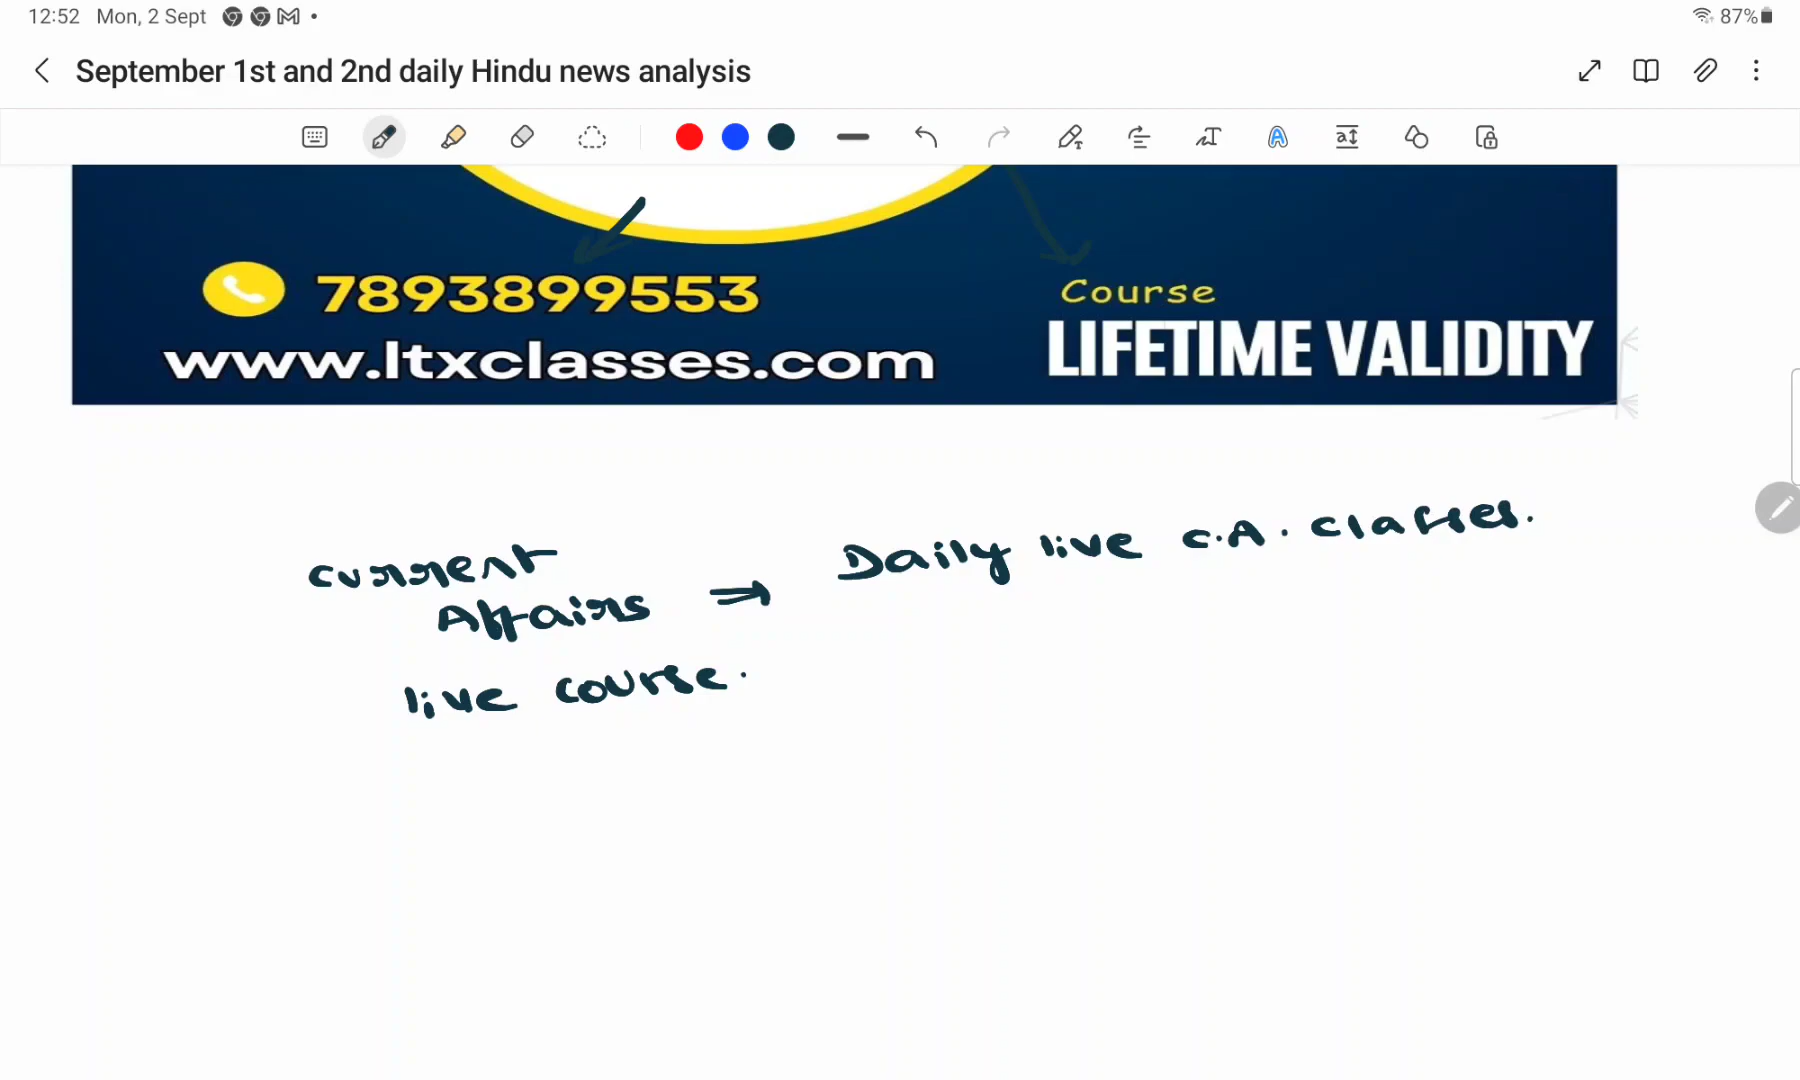 12:52 Mon, 2 Sept 87%
September 1st and 2nd daily Hindu news analysis
7893899553
www.ltxclasses.com
Course
LIFETIME VALIDITY
current
Affairs ⇒ Daily live C.A. classes.
live course.